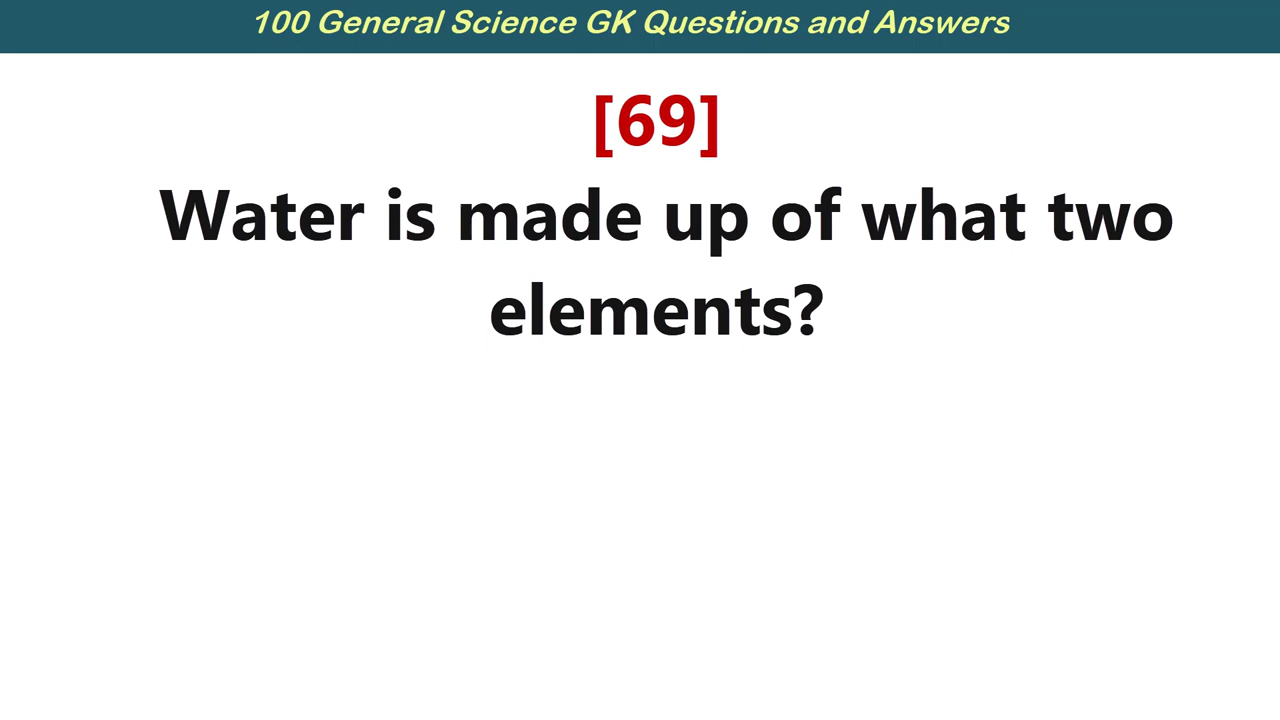 100 General Science GK Questions and Answers
[69]
Water is made up of what two
elements?